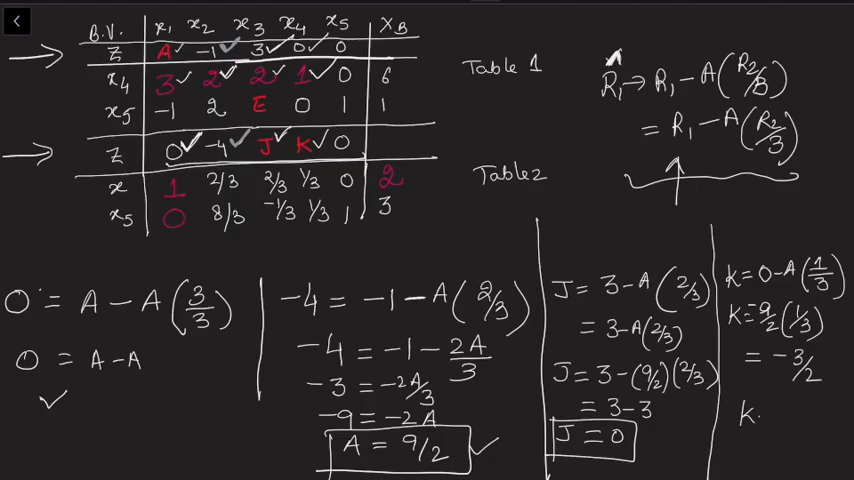 B.V. x₁ x₂ x₃ x₄ x₅ X_B
Z A -1 3 0 0
x₄ 3 2 2 1 0 6
x₅ -1 2 E 0 1 1
Z 0 -4 J K 0
x 1 2/3 2/3 1/3 0 2
x₅ 0 8/3 -1/3 1/3 1 3
Table 1
Table 2
R₁ → R₁ - A(R₂/B)
= R₁ - A(R₂/3)
0 = A - A(3/3)
0 = A - A
-4 = -1 - A(2/3)
-4 = -1 - 2A/3
-3 = -2A/3
-9 = -2A
A = 9/2
J = 3 - A(2/3)
= 3 - A(2/3)
J = 3 - (9/2)(2/3)
= 3 - 3
J = 0
K = 0 - A(1/3)
K = -9/2(1/3)
= -3/2
K.